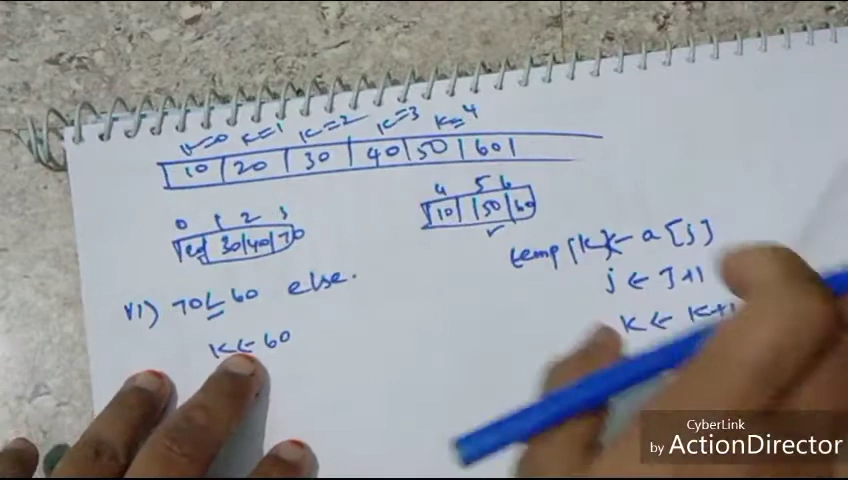 k=0 k=1 k=2 k=3 k=4
10 | 20 | 30 | 40 | 50 | 60 |
0 1 2 3
30 | 40 | 70
4 5 6
10 | 50 | 60
temp[k] ← a[j]
j ← j+1
k ← k+1
vi) 70 < 60 else.
k ← 60
CyberLink
by ActionDirector